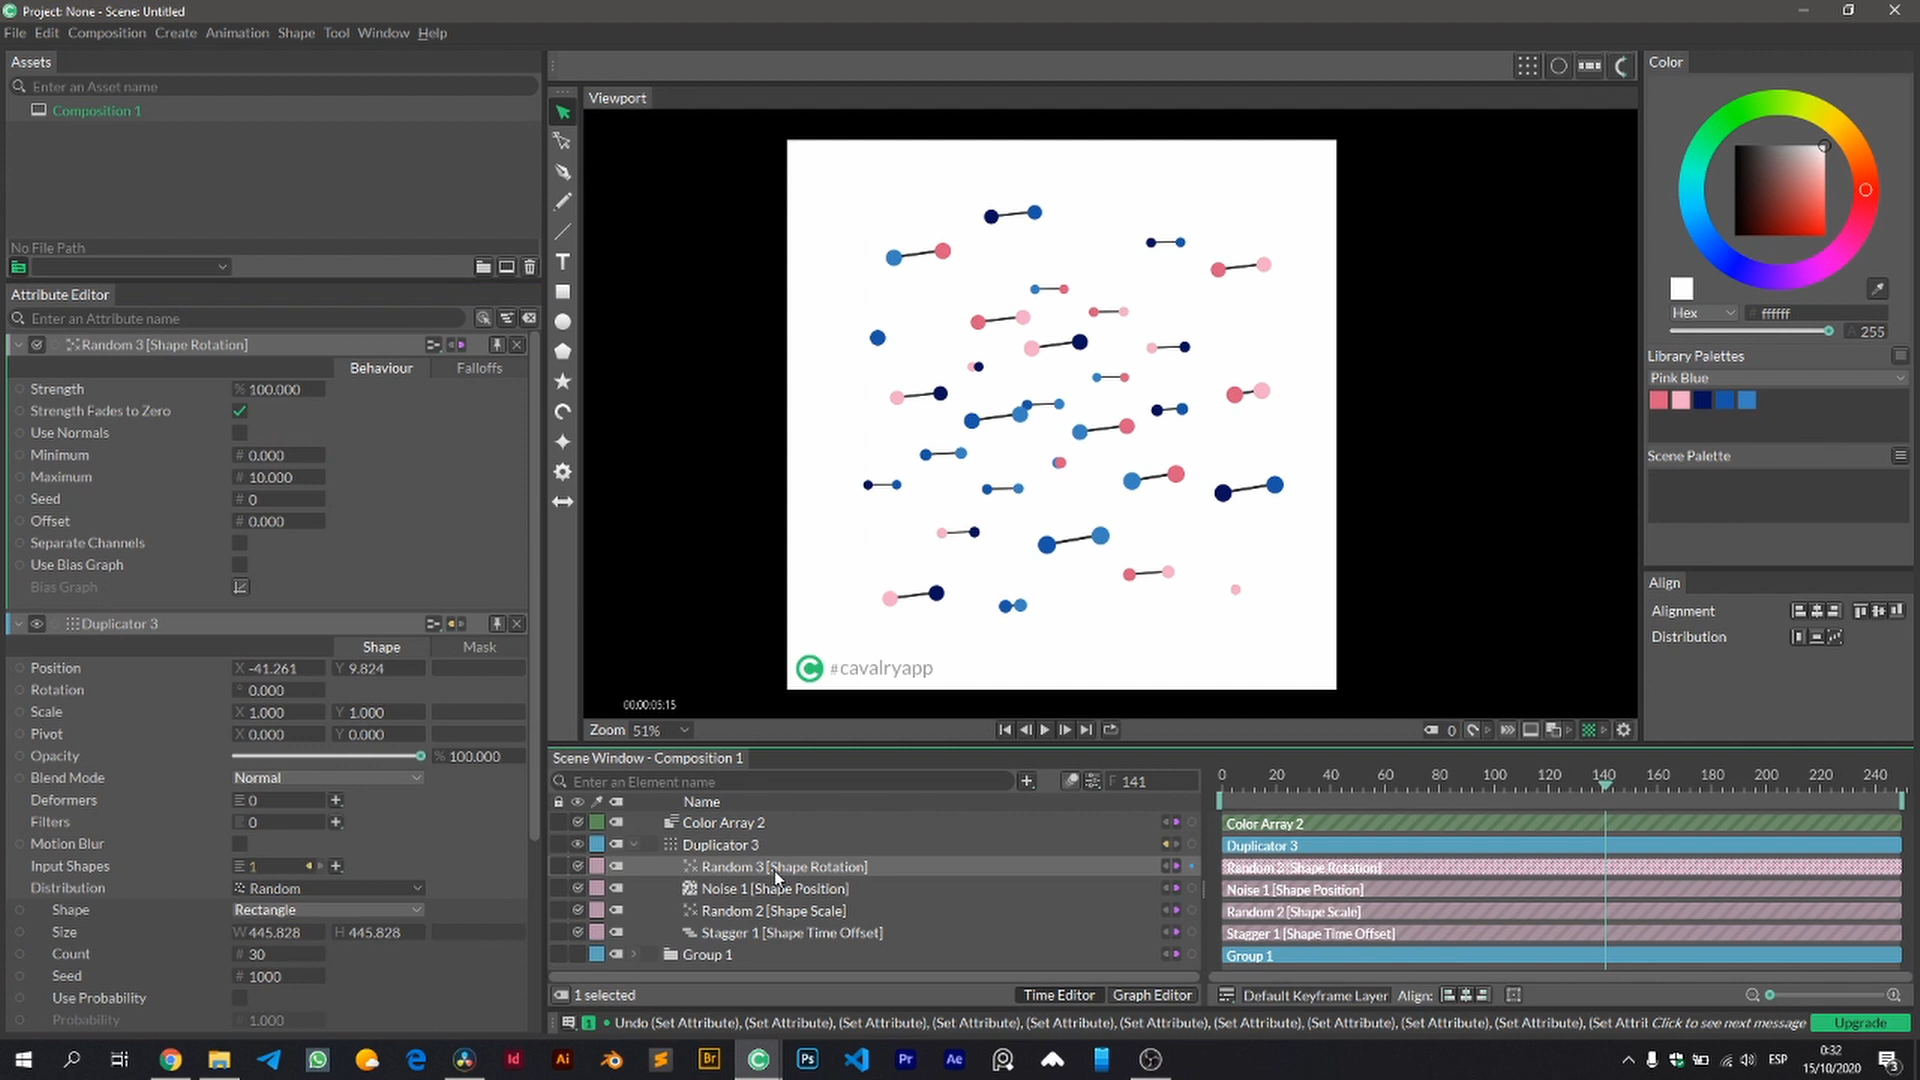 Project: None - Scene: Untitled
File Edit Composition Create Animation Shape Tool Window Help
Assets
Enter an Asset name
Composition 1
No File Path
Attribute Editor
Enter an Attribute name
Random 3 [Shape Rotation]
Behaviour Falloffs
Strength % 100.000
Strength Fades to Zero
Use Normals
Minimum # 0.000
Maximum # 10.000
Seed # 0
Offset # 0.000
Separate Channels
Use Bias Graph
Bias Graph
Duplicator 3
Shape Mask
Position X -41.261 Y 9.824
Rotation ° 0.000
Scale X 1.000 Y 1.000
Pivot X 0.000 Y 0.000
Opacity % 100.000
Blend Mode Normal
Deformers 0
Filters 0
Motion Blur
Input Shapes 1
Distribution Random
Shape Rectangle
Size W 445.828 H 445.828
Count # 30
Seed # 1000
Use Probability
Probability # 1.000
Viewport
#cavalryapp
00:00:05:15
Zoom 51%
0
Scene Window - Composition 1
Enter an Element name
F 141
Name
Color Array 2
Duplicator 3
Random 3 [Shape Rotation]
Noise 1 [Shape Position]
Random 2 [Shape Scale]
Stagger 1 [Shape Time Offset]
Group 1
1 selected
Time Editor Graph Editor
0 20 40 60 80 100 120 140 160 180 200 220 240
Color Array 2
Duplicator 3
Random 3 [Shape Rotation]
Noise 1 [Shape Position]
Random 2 [Shape Scale]
Stagger 1 [Shape Time Offset]
Group 1
Default Keyframe Layer Align:
1 Undo (Set Attribute), (Set Attribute), (Set Attribute), (Set Attribute), (Set Attribute), (Set Attribute), (Set Attribute), (Set Attribute), (Set Attribute), (Set Attribute), (Set Attril Click to see next message Upgrade
Color
Hex # ffffff
A 255
Library Palettes
Pink Blue
Scene Palette
Align
Alignment
Distribution
Id Ai Br Ps Pr Ae
ESP
0:32
15/10/2020
3